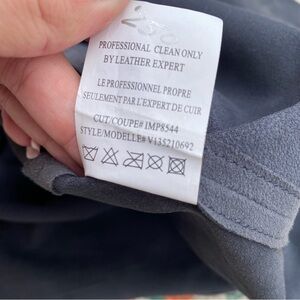 PROFESSIONAL CLEAN ONLY
BY LEATHER EXPERT
LE PROFESSIONNEL PROPRE
SEULEMENT PAR L'EXPERT DE CUIR
CUT/COUPE# IMP8544
STYLE/MODELLE# V135210692